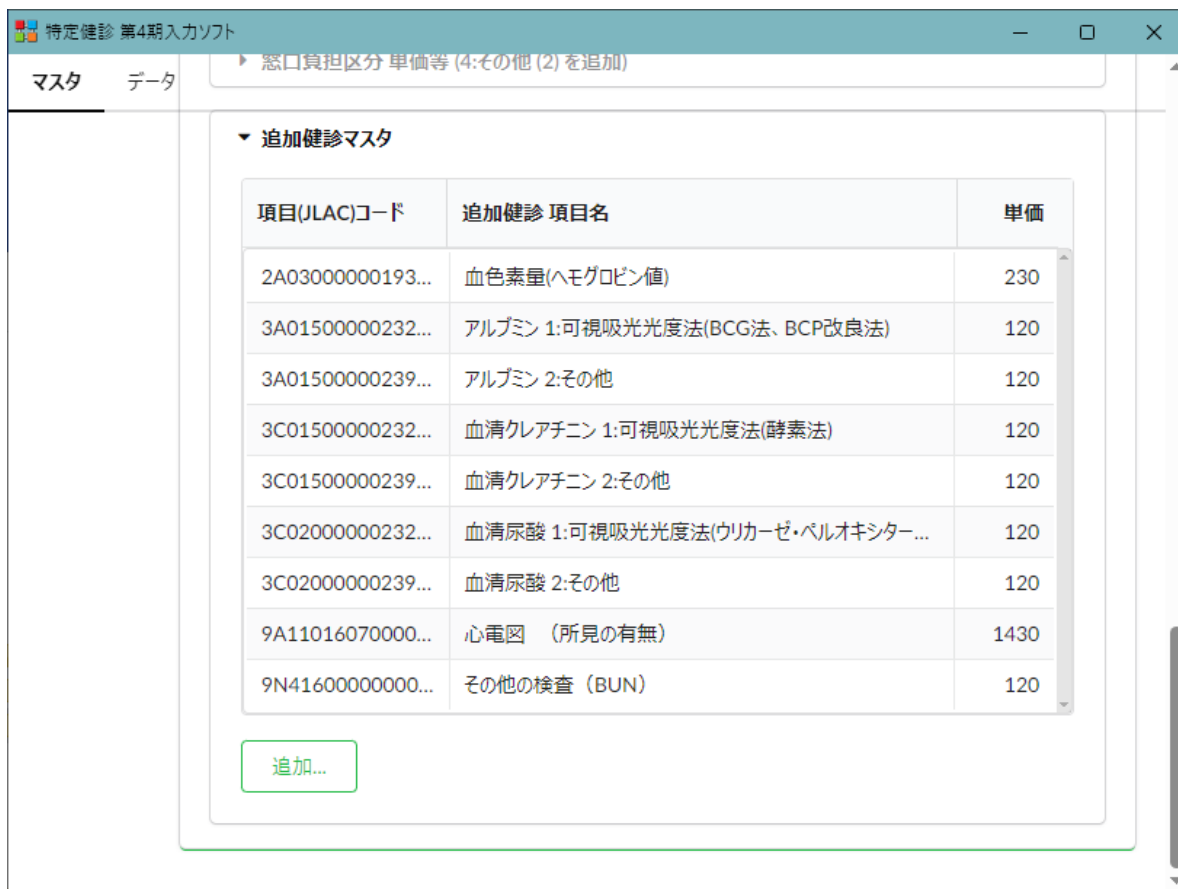 特定健診 第4期入力ソフト
マスタ データ
窓口負担区分 単価等 (4:その他 (2) を追加)
追加健診マスタ
項目(JLAC)コード 追加健診 項目名 単価
2A03000000193... 血色素量(ヘモグロビン値) 230
3A01500000232... アルブミン 1:可視吸光光度法(BCG法、BCP改良法) 120
3A01500000239... アルブミン 2:その他 120
3C01500000232... 血清クレアチニン 1:可視吸光光度法(酵素法) 120
3C01500000239... 血清クレアチニン 2:その他 120
3C02000000232... 血清尿酸 1:可視吸光光度法(ウリカーゼ・ペルオキシター... 120
3C02000000239... 血清尿酸 2:その他 120
9A11016070000... 心電図 （所見の有無） 1430
9N41600000000... その他の検査（BUN） 120
追加...